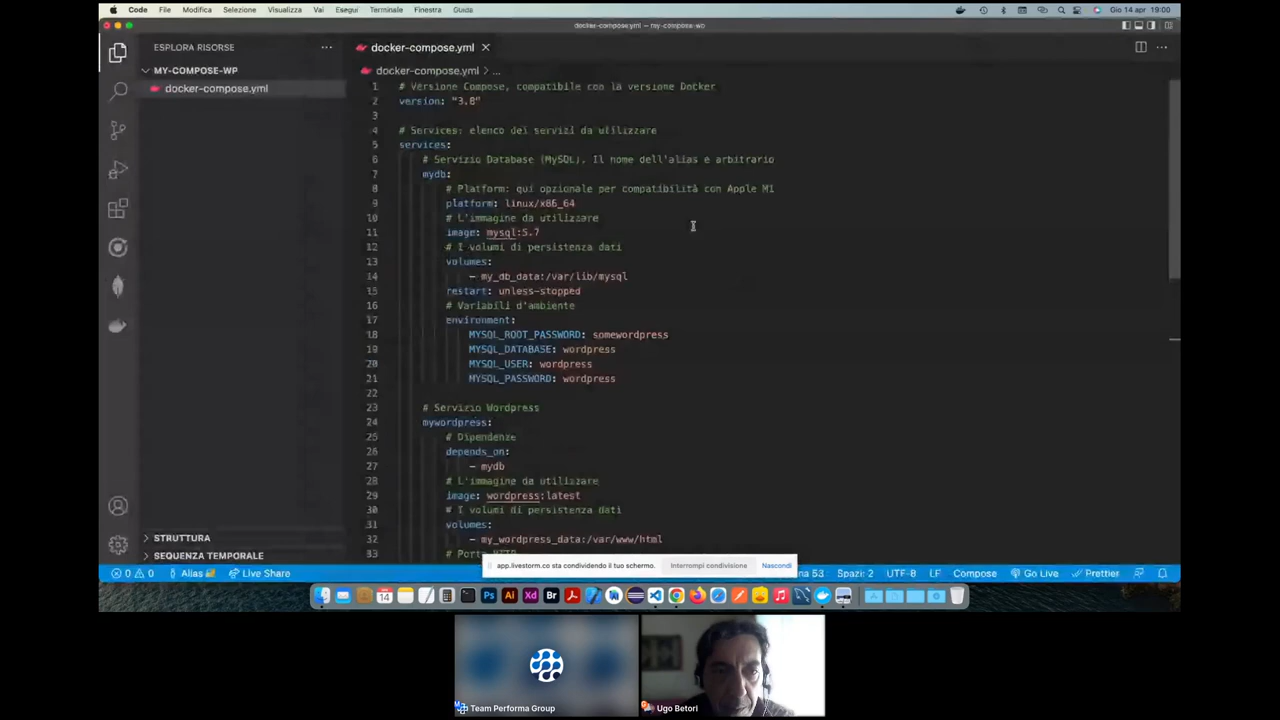 Code File Modifica Selezione Visualizza Vai Esegui Terminale Finestra Guida Gio 14 apr 19:00
docker-compose.yml — my-compose-wp
ESPLORA RISORSE
docker-compose.yml
MY-COMPOSE-WP
docker-compose.yml > ...
docker-compose.yml
1 # Versione Compose, compatibile con la versione Docker
2 version: "3.8"
3
4 # Services: elenco dei servizi da utilizzare
5 services:
6 # Servizio Database (MySQL). Il nome dell'alias e arbitrario
7 mydb:
8 # Platform: qui opzionale per compatibilità con Apple M1
9 platform: linux/x86_64
10 # L'immagine da utilizzare
11 image: mysql:5.7
12 # I volumi di persistenza dati
13 volumes:
14 - my_db_data:/var/lib/mysql
15 restart: unless-stopped
16 # Variabili d'ambiente
17 environment:
18 MYSQL_ROOT_PASSWORD: somewordpress
19 MYSQL_DATABASE: wordpress
20 MYSQL_USER: wordpress
21 MYSQL_PASSWORD: wordpress
22
23 # Servizio Wordpress
24 mywordpress:
25 # Dipendenze
26 depends_on:
27 - mydb
28 # L'immagine da utilizzare
29 image: wordpress:latest
30 # I volumi di persistenza dati
31 volumes:
32 - my_wordpress_data:/var/www/html
33 # Porte HTTP
STRUTTURA
SEQUENZA TEMPORALE
app.livestorm.co sta condividendo il tuo schermo. Interrompi condivisione Nascondi
0 0 Alias Live Share 53 Spazi: 2 UTF-8 LF Compose Go Live Prettier
14 Ps Ai Xd Br
Team Performa Group
Ugo Betori